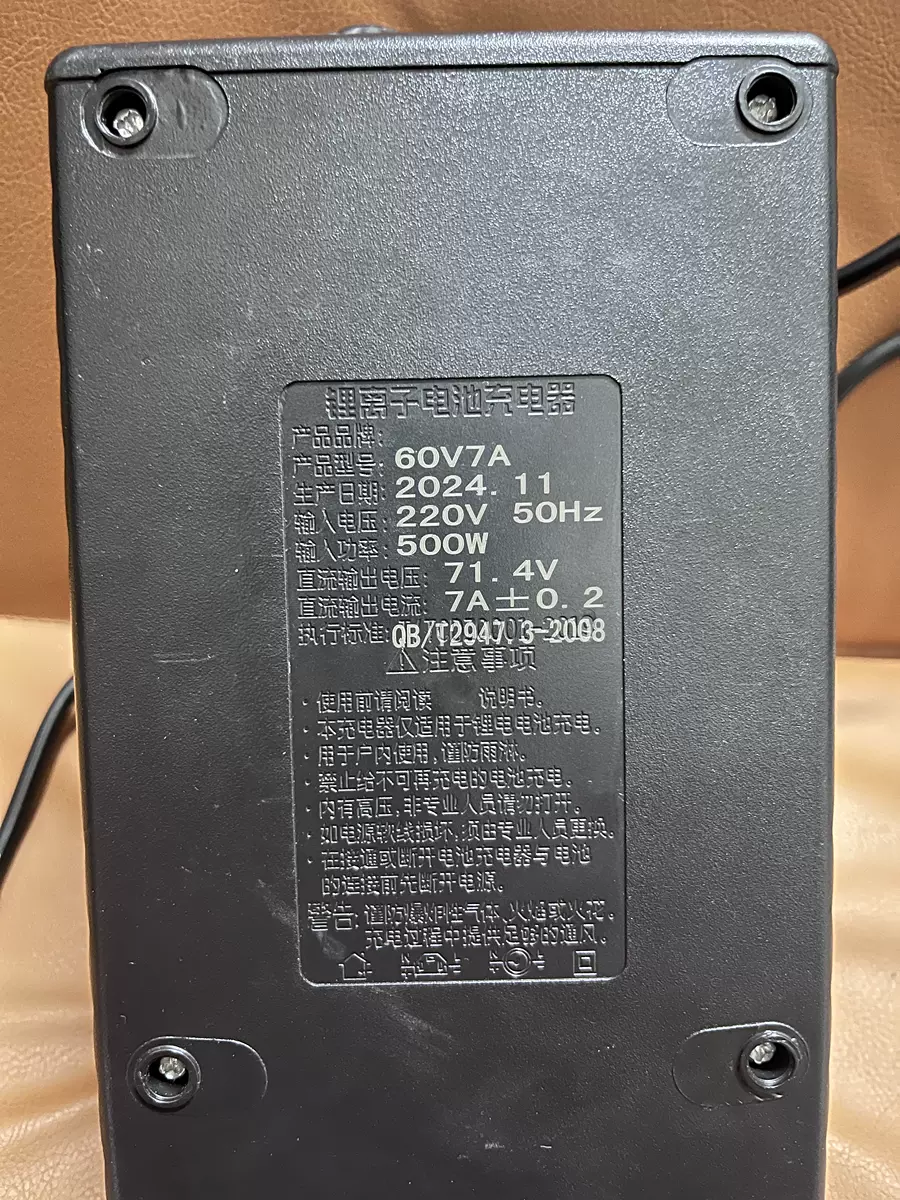 锂离子电池充电器
产品品牌:
产品型号: 60V7A
生产日期: 2024. 11
输入电压: 220V 50Hz
输入功率: 500W
直流输出电压: 71. 4V
直流输出电流: 7A±0. 2
执行标准: QB/T2947. 3-2008
⚠注意事项
· 使用前请阅读 说明书。
· 本充电器仅适用于锂电电池充电。
· 用于户内使用, 谨防雨淋。
· 禁止给不可再充电的电池充电。
· 内有高压, 非专业人员请勿打开。
· 如电源软线损坏, 须由专业人员更换。
· 在接通或断开电池充电器与电池
的连接前先断开电源。
警告: 谨防爆炸性气体, 火焰或火花。
充电过程中提供足够的通风。